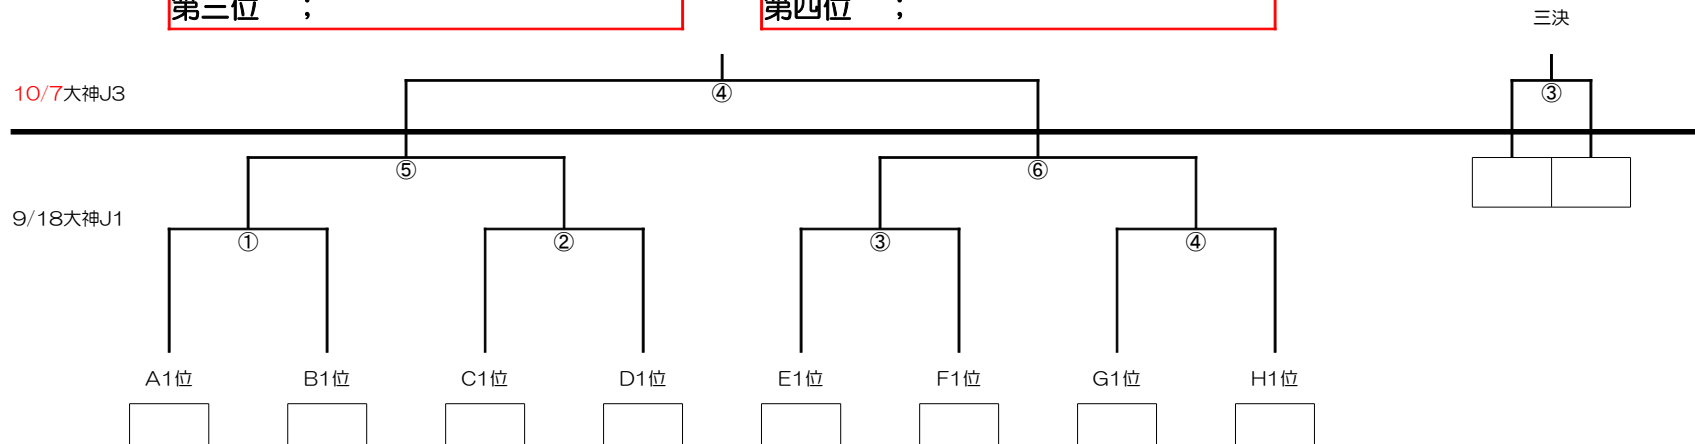 第三位　；　第四位　；
三決
10/7大神J3
④ ③
⑤ ⑥
9/18大神J1
① ② ③ ④
A1位 B1位 C1位 D1位 E1位 F1位 G1位 H1位